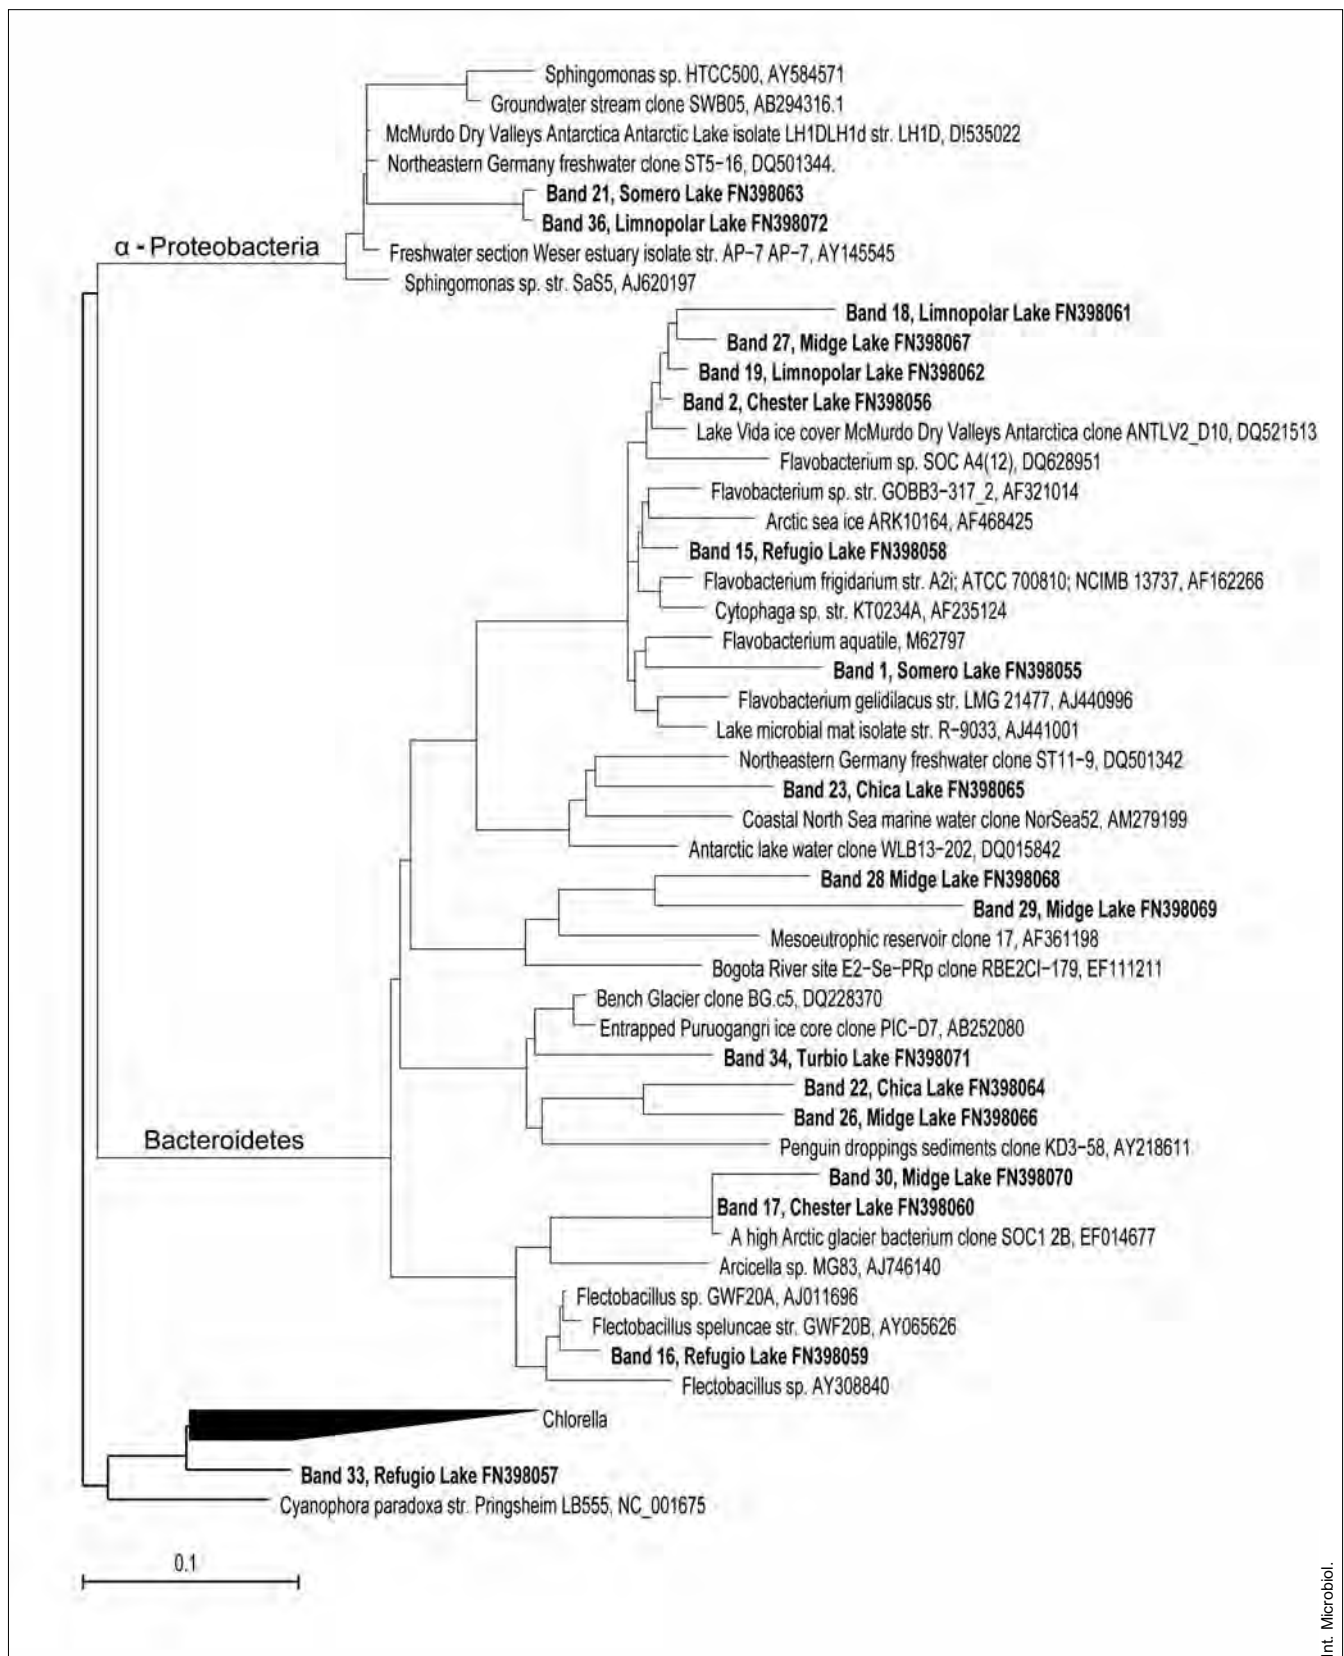 Sphingomonas sp. HTCC500, AY584571
Groundwater stream clone SWB05, AB294316.1
McMurdo Dry Valleys Antarctica Antarctic Lake isolate LH1DLH1d str. LH1D, D!535022
Northeastern Germany freshwater clone ST5-16, DQ501344.
Band 21, Somero Lake FN398063
Band 36, Limnopolar Lake FN398072
α - Proteobacteria
Freshwater section Weser estuary isolate str. AP-7 AP-7, AY145545
Sphingomonas sp. str. SaS5, AJ620197
Band 18, Limnopolar Lake FN398061
Band 27, Midge Lake FN398067
Band 19, Limnopolar Lake FN398062
Band 2, Chester Lake FN398056
Lake Vida ice cover McMurdo Dry Valleys Antarctica clone ANTLV2_D10, DQ521513
Flavobacterium sp. SOC A4(12), DQ628951
Flavobacterium sp. str. GOBB3-317_2, AF321014
Arctic sea ice ARK10164, AF468425
Band 15, Refugio Lake FN398058
Flavobacterium frigidarium str. A2i; ATCC 700810; NCIMB 13737, AF162266
Cytophaga sp. str. KT0234A, AF235124
Flavobacterium aquatile, M62797
Band 1, Somero Lake FN398055
Flavobacterium gelidilacus str. LMG 21477, AJ440996
Lake microbial mat isolate str. R-9033, AJ441001
Northeastern Germany freshwater clone ST11-9, DQ501342
Band 23, Chica Lake FN398065
Coastal North Sea marine water clone NorSea52, AM279199
Antarctic lake water clone WLB13-202, DQ015842
Band 28 Midge Lake FN398068
Band 29, Midge Lake FN398069
Mesoeutrophic reservoir clone 17, AF361198
Bogota River site E2-Se-PRp clone RBE2CI-179, EF111211
Bench Glacier clone BG.c5, DQ228370
Entrapped Puruogangri ice core clone PIC-D7, AB252080
Band 34, Turbio Lake FN398071
Band 22, Chica Lake FN398064
Band 26, Midge Lake FN398066
Bacteroidetes
Penguin droppings sediments clone KD3-58, AY218611
Band 30, Midge Lake FN398070
Band 17, Chester Lake FN398060
A high Arctic glacier bacterium clone SOC1 2B, EF014677
Arcicella sp. MG83, AJ746140
Flectobacillus sp. GWF20A, AJ011696
Flectobacillus speluncae str. GWF20B, AY065626
Band 16, Refugio Lake FN398059
Flectobacillus sp. AY308840
Chlorella
Band 33, Refugio Lake FN398057
Cyanophora paradoxa str. Pringsheim LB555, NC_001675
0.1
Int. Microbiol.